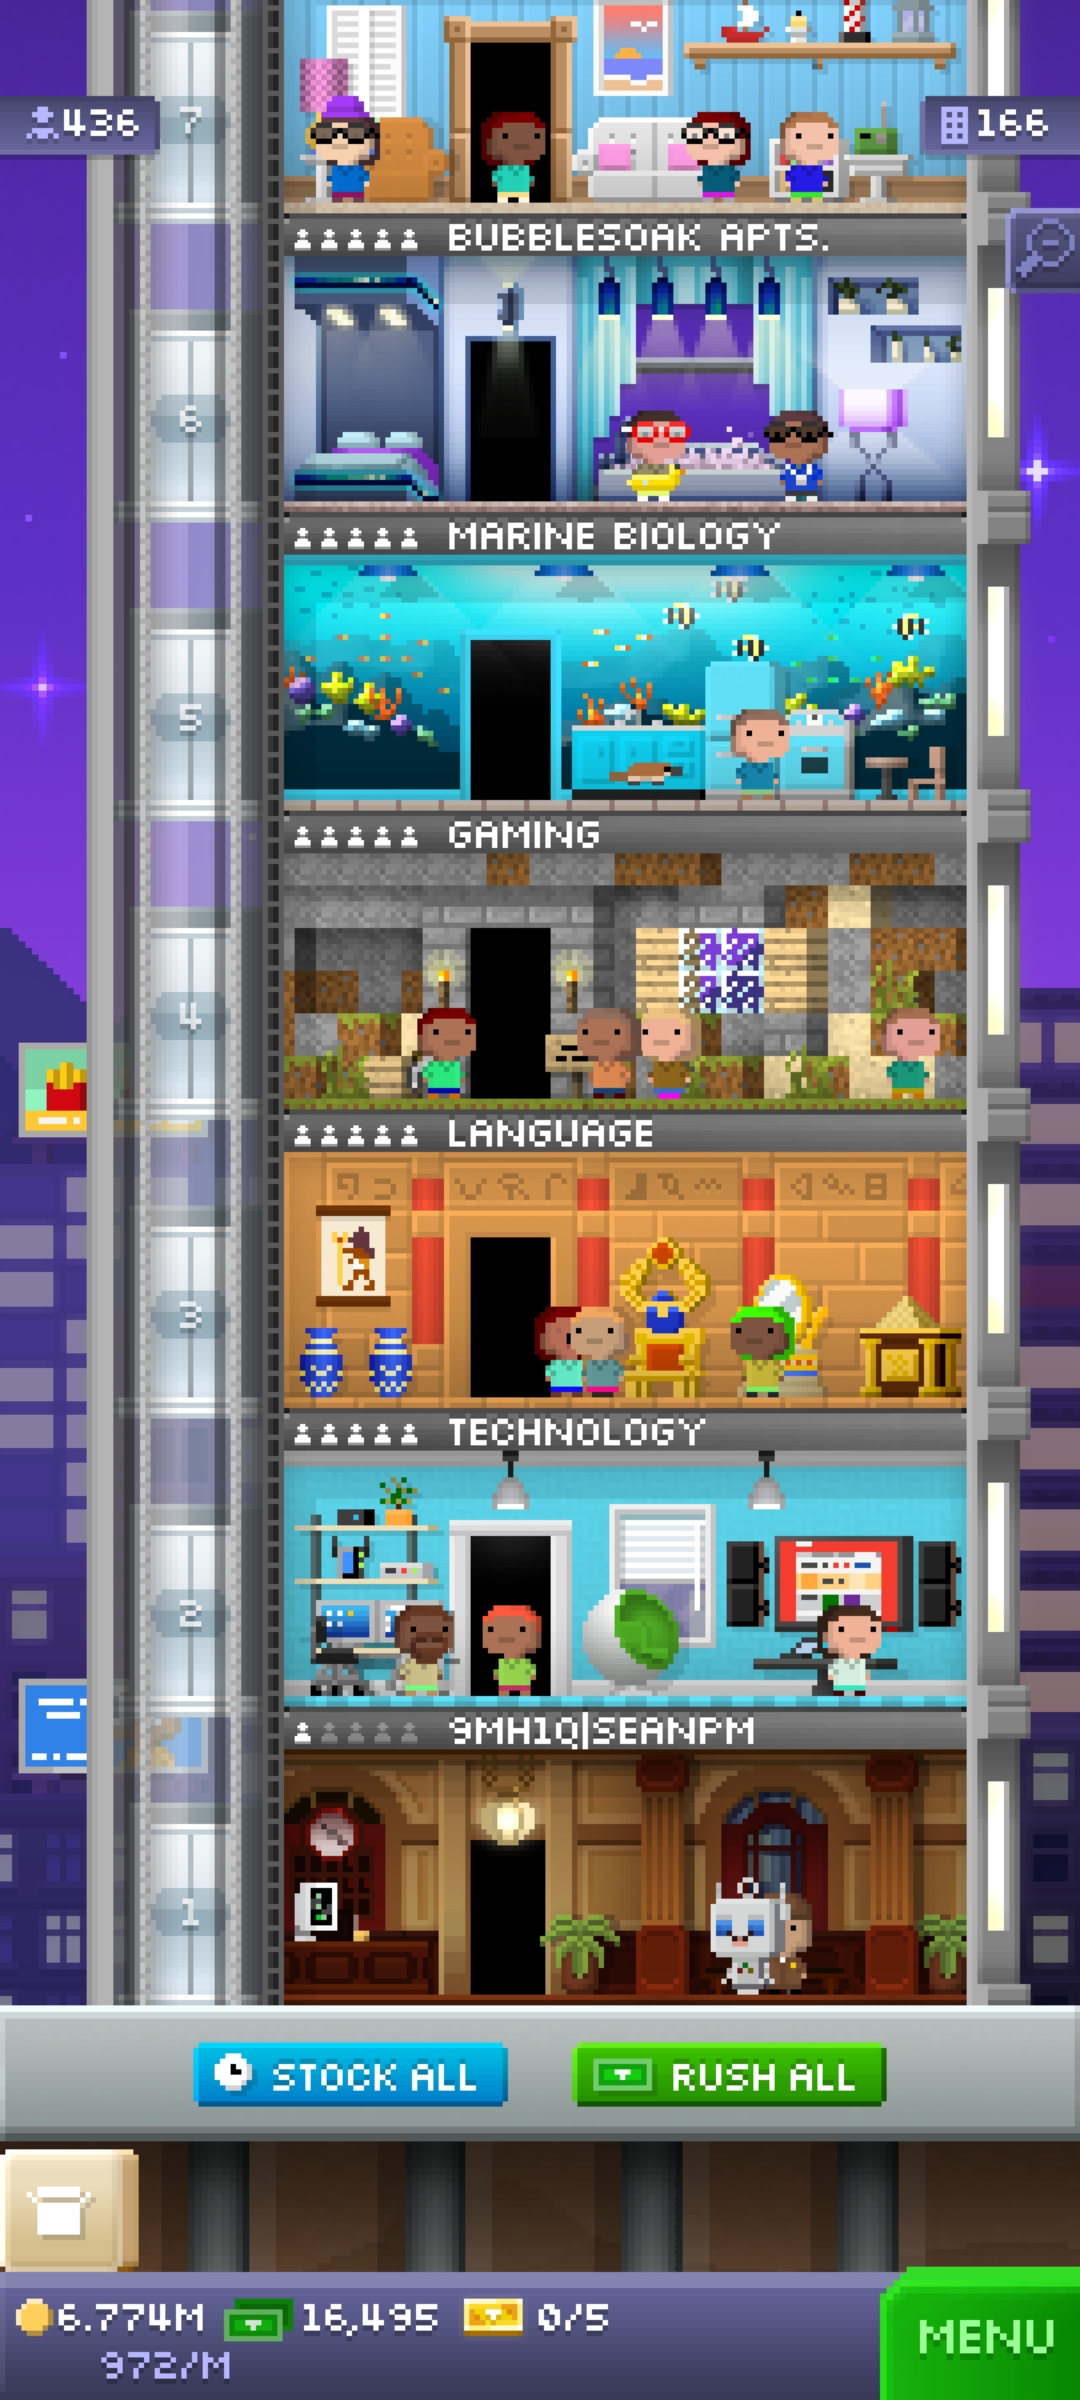 7
436
166
BUBBLESOAK APTS.
6
MARINE BIOLOGY
5
GAMING
4
LANGUAGE
3
TECHNOLOGY
2
9MH1Q|SEANPM
1
STOCK ALL
RUSH ALL
6.774M
16,495
0/5
972/M
MENU